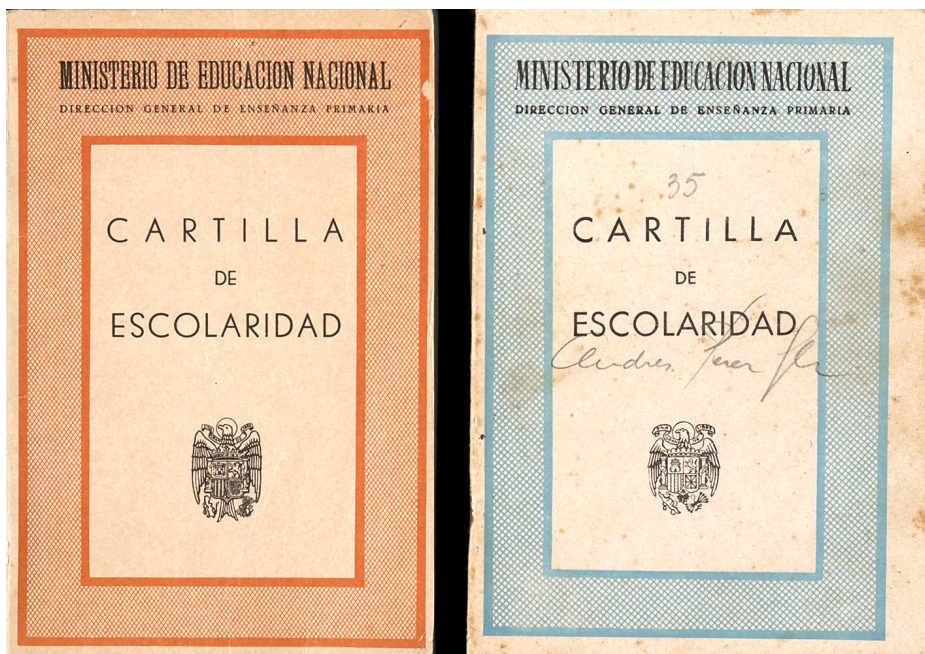 MINISTERIO DE EDUCACION NACIONAL
DIRECCION GENERAL DE ENSEÑANZA PRIMARIA
CARTILLA
DE
ESCOLARIDAD
MINISTERIO DE EDUCACION NACIONAL
DIRECCION GENERAL DE ENSEÑANZA PRIMARIA
35
CARTILLA
DE
ESCOLARIDAD
Andres